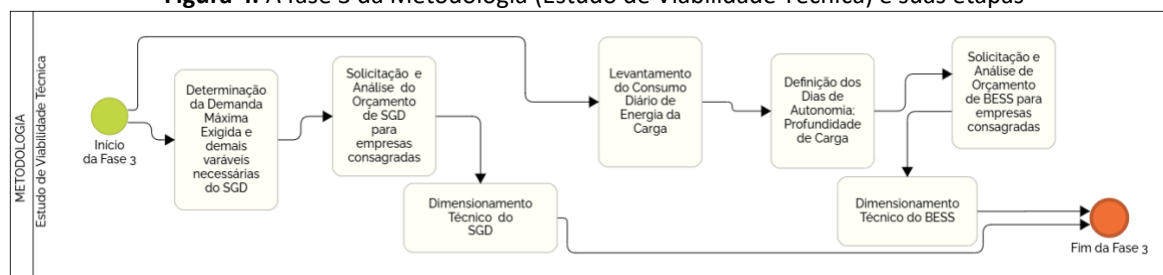 Figura 4. A fase 3 da Metodologia (Estudo de Viabilidade Técnica) e suas etapas
METODOLOGIA
Estudo de Viabilidade Técnica
Início
da Fase 3
Determinação
da Demanda
Máxima
Exigida e
demais
varáveis
necessárias
do SGD
Solicitação e
Análise do
Orçamento
de SGD
para
empresas
consagradas
Dimensionamento
Técnico do
SGD
Levantamento
do Consumo
Diário de
Energia da
Carga
Definição dos
Dias de
Autonomia;
Profundidade
de Carga
Solicitação e
Análise de
Orçamento
de BESS para
empresas
consagradas
Dimensionamento
Técnico do BESS
Fim da Fase 3